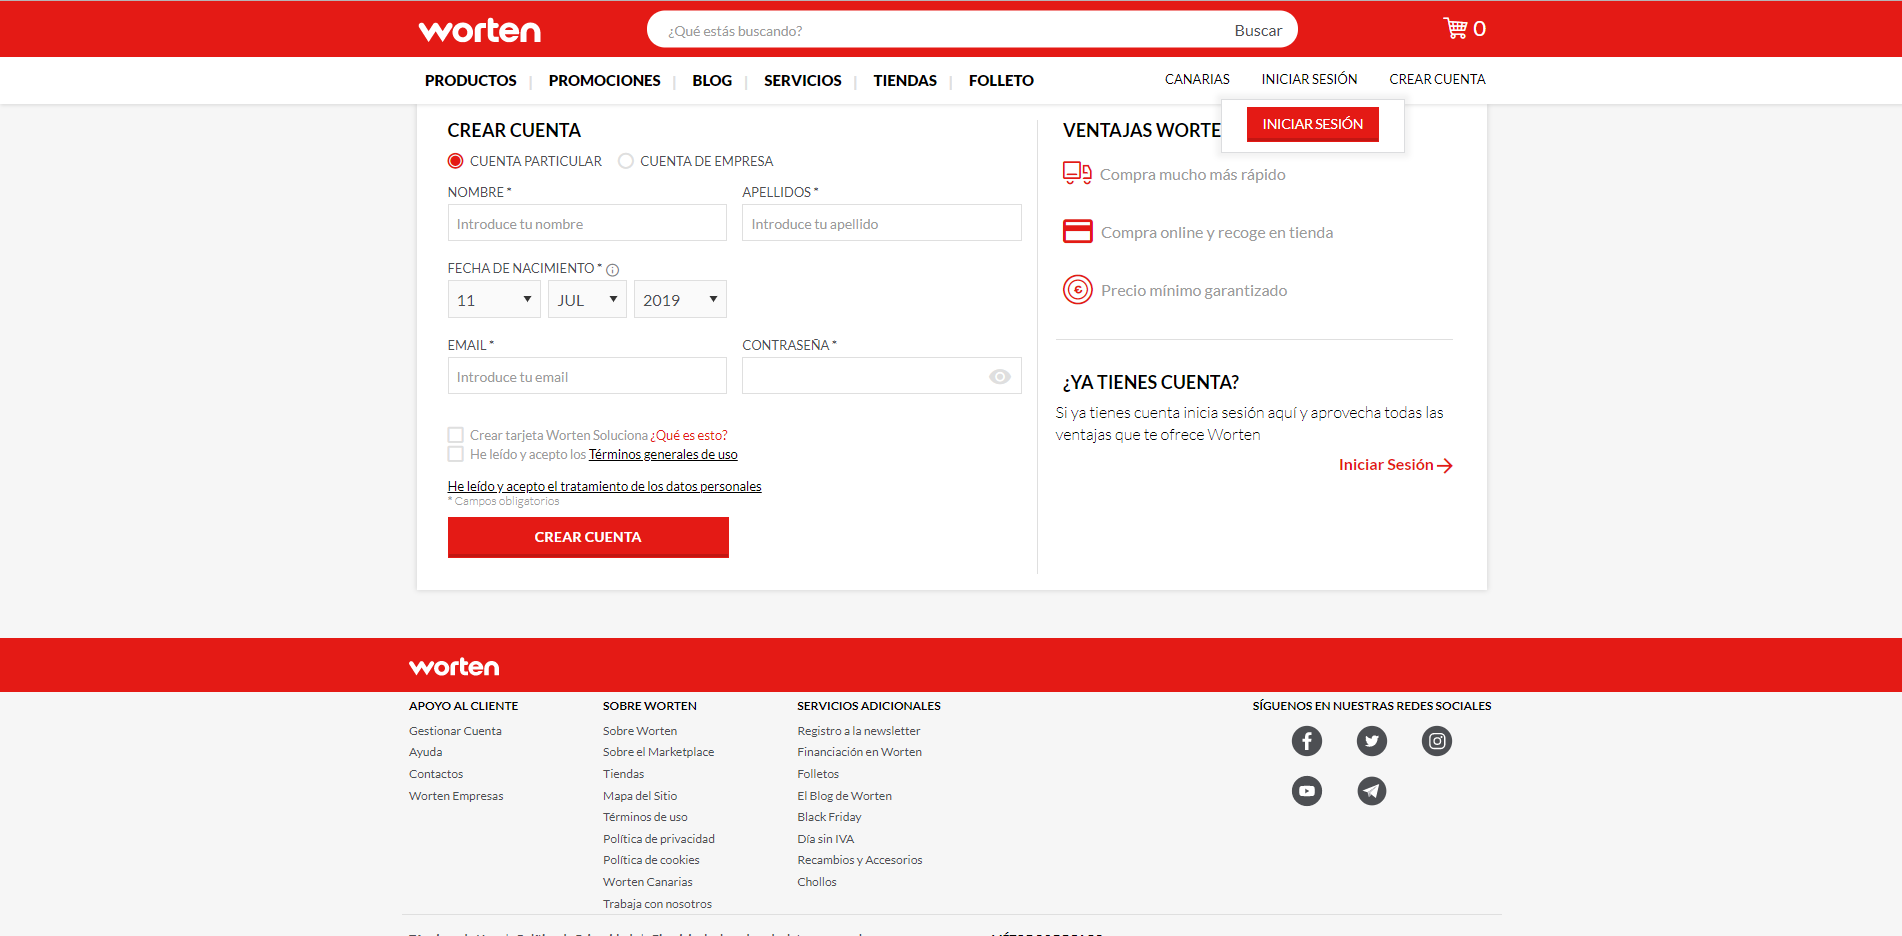 worten
¿Qué estás buscando?
Buscar
0
PRODUCTOS | PROMOCIONES | BLOG | SERVICIOS | TIENDAS | FOLLETO
CANARIAS
INICIAR SESIÓN
CREAR CUENTA
INICIAR SESIÓN
CREAR CUENTA
CUENTA PARTICULAR
CUENTA DE EMPRESA
NOMBRE *
APELLIDOS *
Introduce tu nombre
Introduce tu apellido
FECHA DE NACIMIENTO *
11
JUL
2019
EMAIL *
CONTRASEÑA *
Introduce tu email
Crear tarjeta Worten Soluciona ¿Qué es esto?
He leído y acepto los Términos generales de uso
He leído y acepto el tratamiento de los datos personales
* Campos obligatorios
CREAR CUENTA
VENTAJAS WORTE
Compra mucho más rápido
Compra online y recoge en tienda
Precio mínimo garantizado
¿YA TIENES CUENTA?
Si ya tienes cuenta inicia sesión aquí y aprovecha todas las
ventajas que te ofrece Worten
Iniciar Sesión
worten
APOYO AL CLIENTE
Gestionar Cuenta
Ayuda
Contactos
Worten Empresas
SOBRE WORTEN
Sobre Worten
Sobre el Marketplace
Tiendas
Mapa del Sitio
Términos de uso
Política de privacidad
Política de cookies
Worten Canarias
Trabaja con nosotros
SERVICIOS ADICIONALES
Registro a la newsletter
Financiación en Worten
Folletos
El Blog de Worten
Black Friday
Día sin IVA
Recambios y Accesorios
Chollos
SÍGUENOS EN NUESTRAS REDES SOCIALES